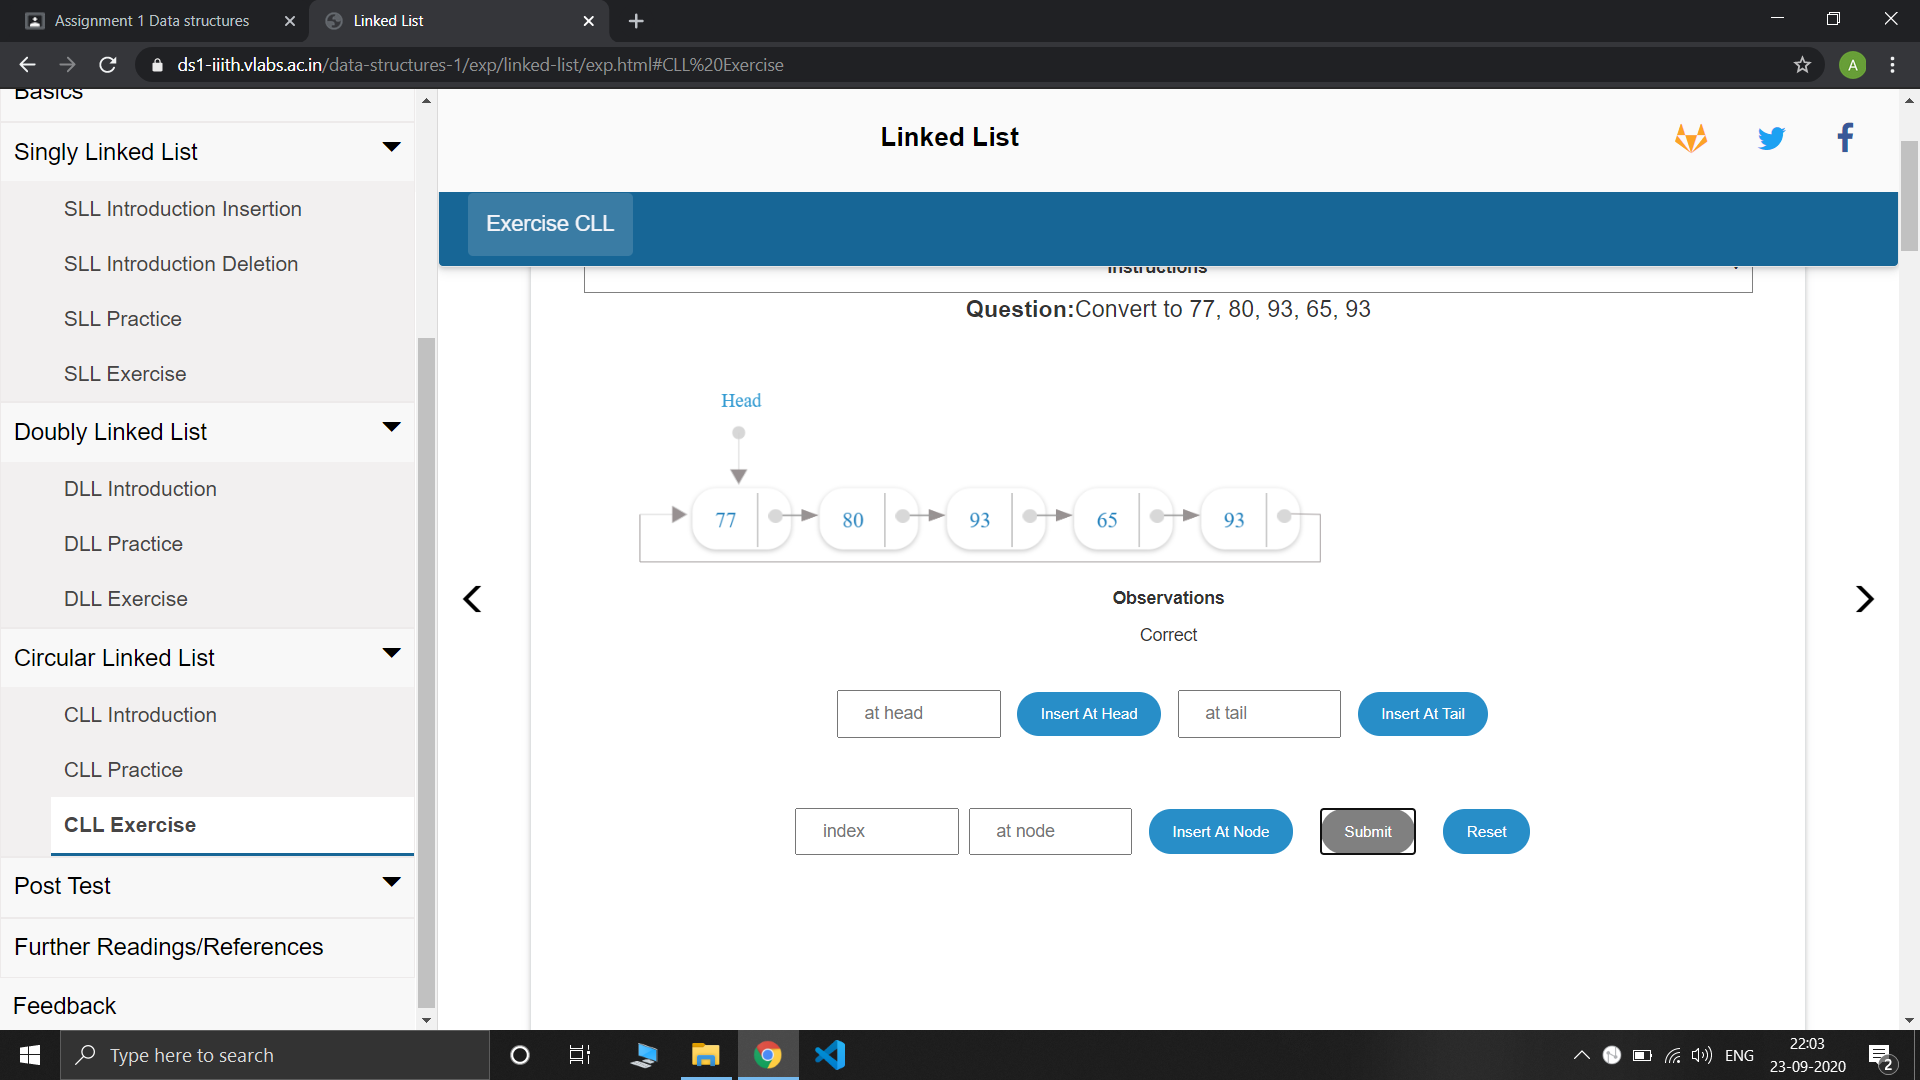 Assignment 1 Data structures
Linked List
ds1-iiith.vlabs.ac.in/data-structures-1/exp/linked-list/exp.html#CLL%20Exercise
A
Basics
Singly Linked List
SLL Introduction Insertion
SLL Introduction Deletion
SLL Practice
SLL Exercise
Doubly Linked List
DLL Introduction
DLL Practice
DLL Exercise
Circular Linked List
CLL Introduction
CLL Practice
CLL Exercise
Post Test
Further Readings/References
Feedback
Linked List
Exercise CLL
Instructions
Question:Convert to 77, 80, 93, 65, 93
Head
77 80 93 65 93
Observations
Correct
at head Insert At Head at tail Insert At Tail
index at node Insert At Node Submit Reset
Type here to search
ENG
22:03
23-09-2020
2